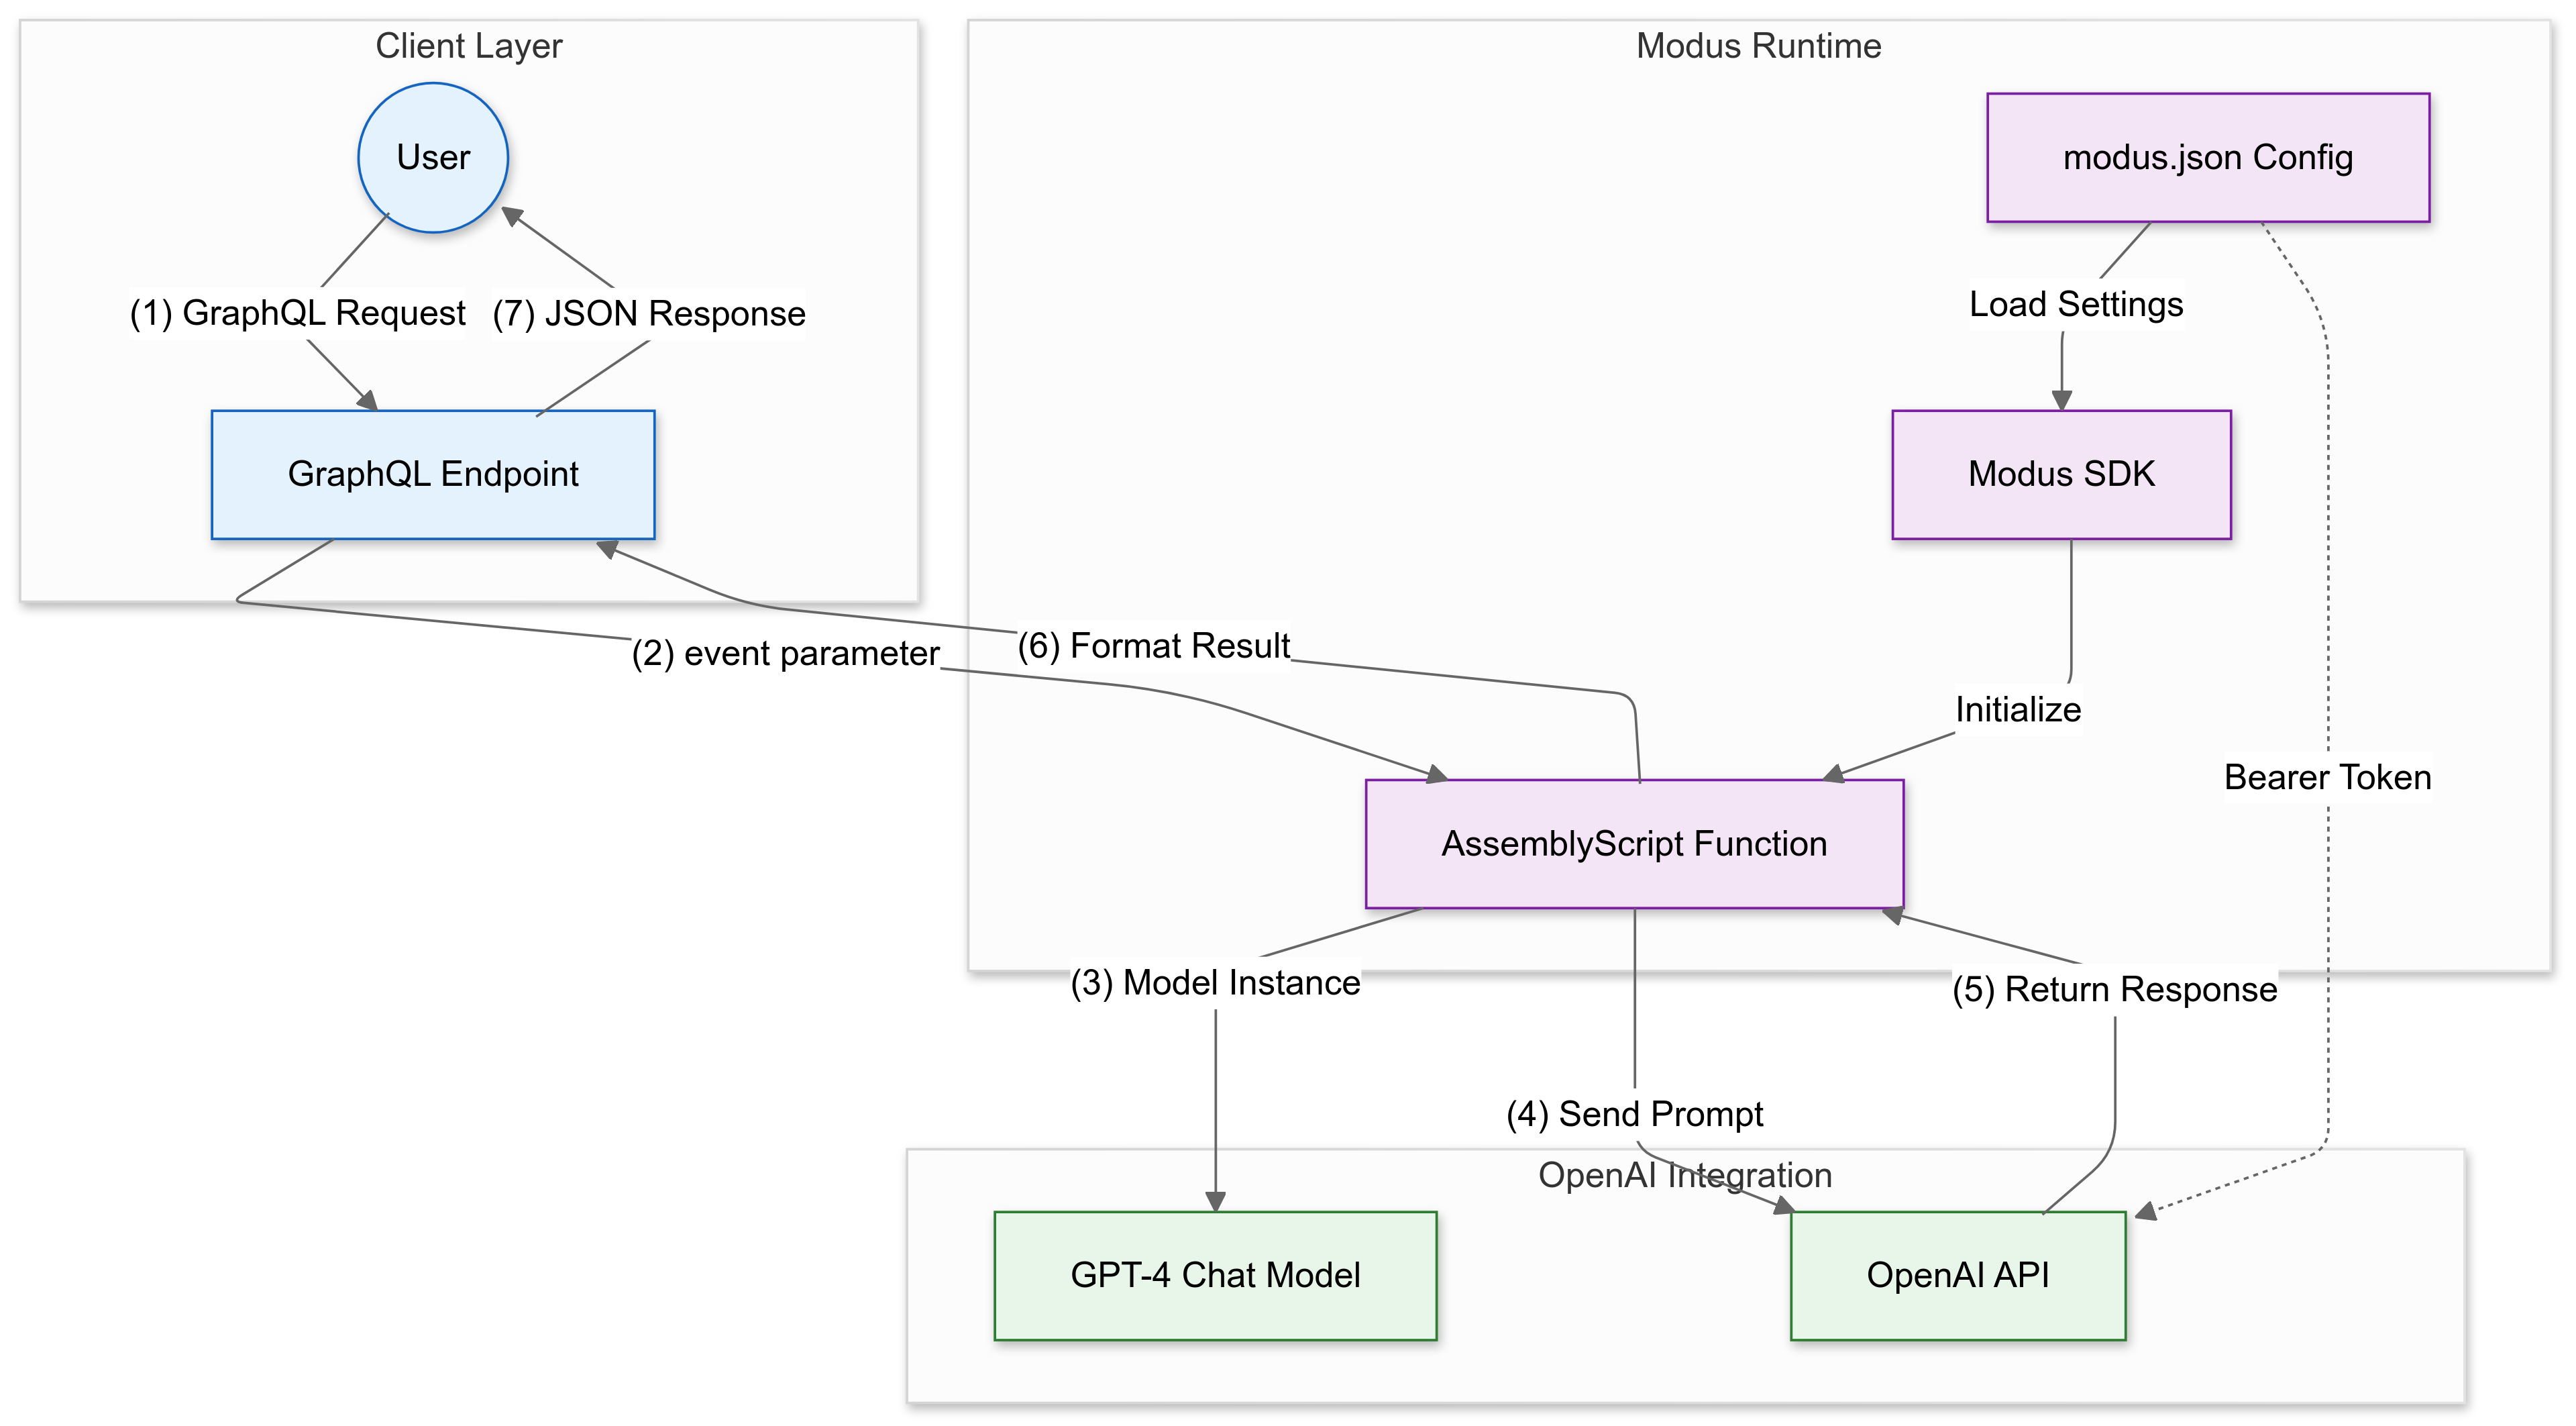 Client Layer
Modus Runtime
User
modus.json Config
(1) GraphQL Request
(7) JSON Response
Load Settings
GraphQL Endpoint
Modus SDK
(2) event parameter
(6) Format Result
Initialize
Bearer Token
AssemblyScript Function
(3) Model Instance
(5) Return Response
(4) Send Prompt
OpenAI Integration
GPT-4 Chat Model
OpenAI API